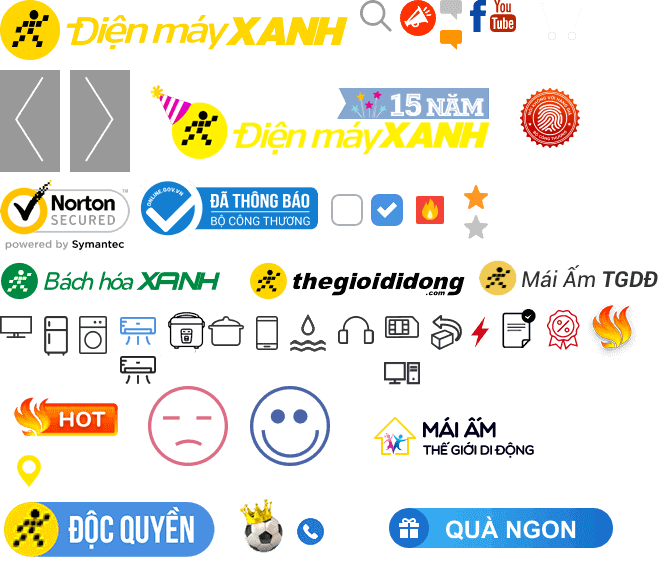 Điện máy XANH
You
Tube
15 NĂM
Điện máy XANH
Norton
SECURED
powered by Symantec
ONLINE.GOV.VN
ĐÃ THÔNG BÁO
BỘ CÔNG THƯƠNG
Bách hóa XANH
thegioididong
.com
Mái Ấm TGDĐ
HOT
MÁI ẤM
THẾ GIỚI DI ĐỘNG
ĐỘC QUYỀN
QUÀ NGON